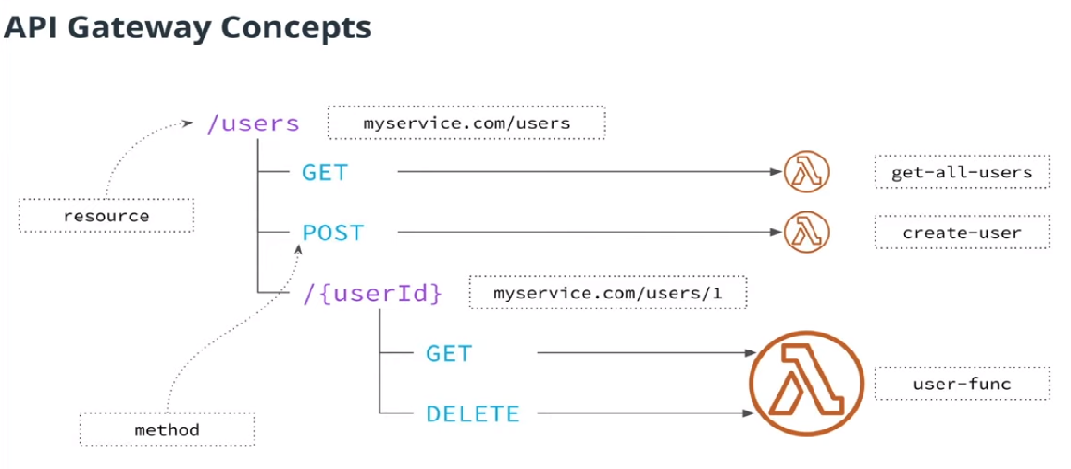 API Gateway Concepts
/users
myservice.com/users
GET
get-all-users
resource
POST
create-user
/{userId}
myservice.com/users/1
GET
user-func
DELETE
method